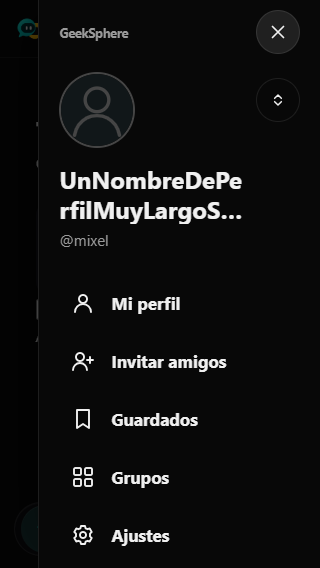 GeekSphere
UnNombreDePe
rfilMuyLargoS...
@mixel
Mi perfil
Invitar amigos
Guardados
Grupos
Ajustes